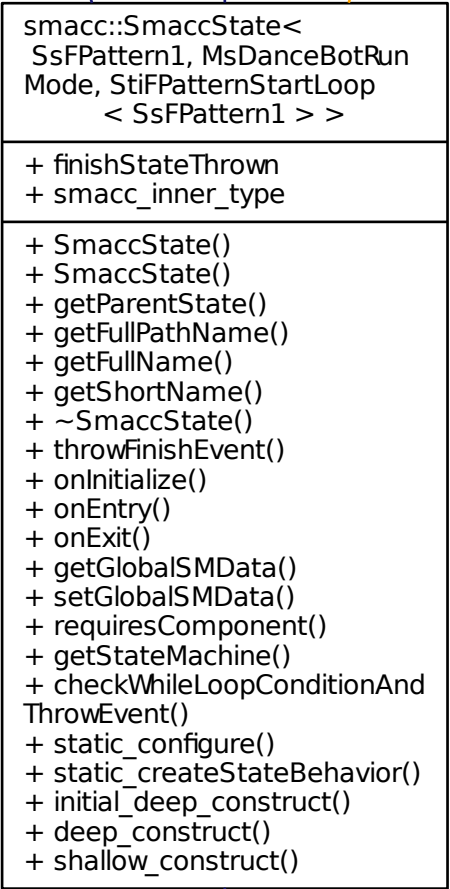 smacc::SmaccState<
SsFPattern1, MsDanceBotRun
Mode, StiFPatternStartLoop
< SsFPattern1 > >
+ finishStateThrown
+ smacc_inner_type
+ SmaccState()
+ SmaccState()
+ getParentState()
+ getFullPathName()
+ getFullName()
+ getShortName()
+ ~SmaccState()
+ throwFinishEvent()
+ onInitialize()
+ onEntry()
+ onExit()
+ getGlobalSMData()
+ setGlobalSMData()
+ requiresComponent()
+ getStateMachine()
+ checkWhileLoopConditionAnd
ThrowEvent()
+ static_configure()
+ static_createStateBehavior()
+ initial_deep_construct()
+ deep_construct()
+ shallow_construct()